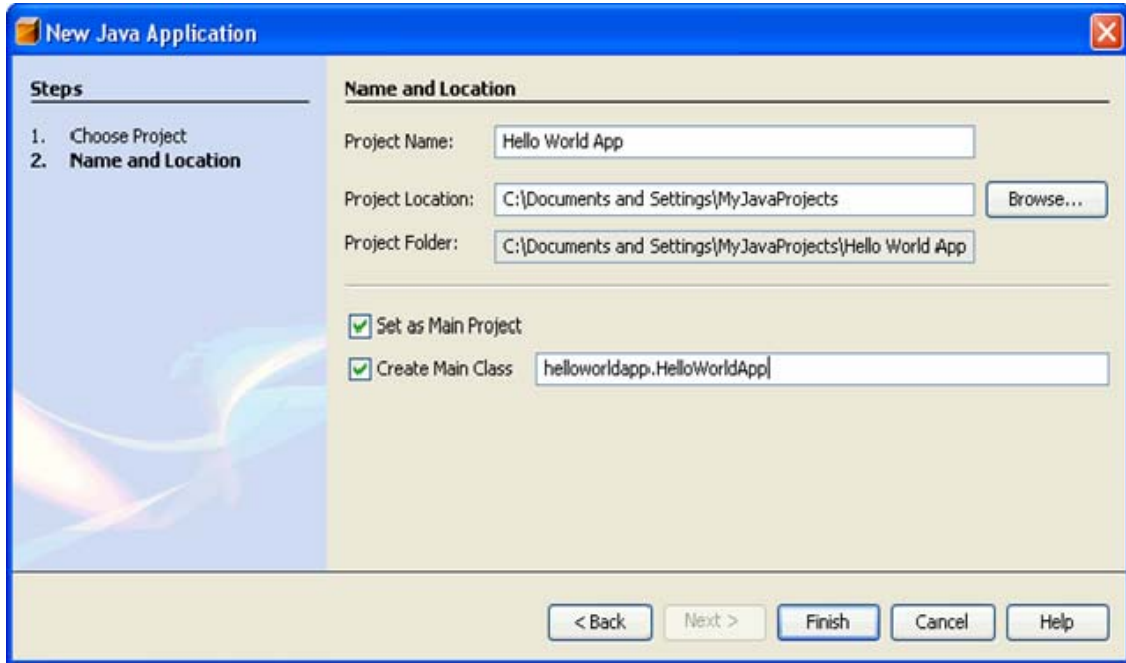 New Java Application
Steps
1. Choose Project
2. Name and Location
Name and Location
Project Name: Hello World App
Project Location: C:\Documents and Settings\MyJavaProjects Browse...
Project Folder: C:\Documents and Settings\MyJavaProjects\Hello World App
Set as Main Project
Create Main Class helloworldapp.HelloWorldApp
< Back Next > Finish Cancel Help